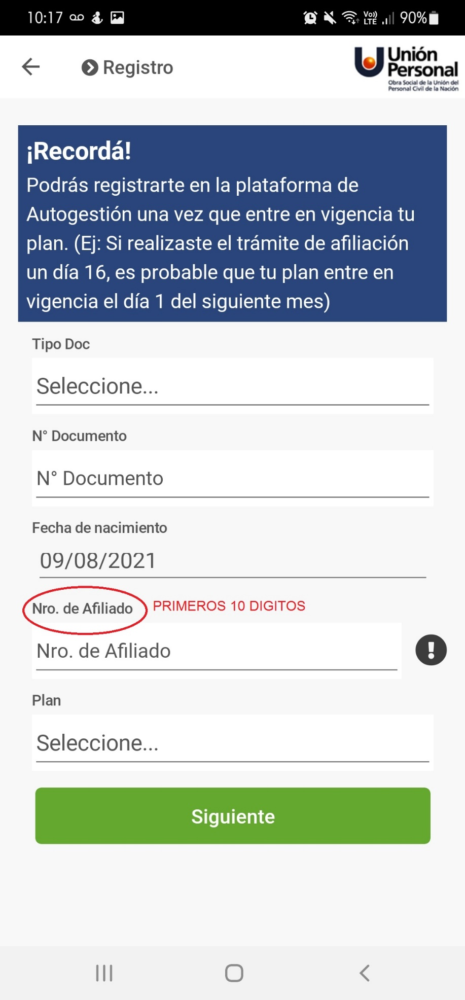 10:17
Vo))
LTE
90%
Registro
Unión
Personal
Obra Social de la Unión del
Personal Civil de la Nación
¡Recordá!
Podrás registrarte en la plataforma de
Autogestión una vez que entre en vigencia tu
plan. (Ej: Si realizaste el trámite de afiliación
un día 16, es probable que tu plan entre en
vigencia el día 1 del siguiente mes)
Tipo Doc
Seleccione...
N° Documento
N° Documento
Fecha de nacimiento
09/08/2021
Nro. de Afiliado PRIMEROS 10 DIGITOS
Nro. de Afiliado
Plan
Seleccione...
Siguiente